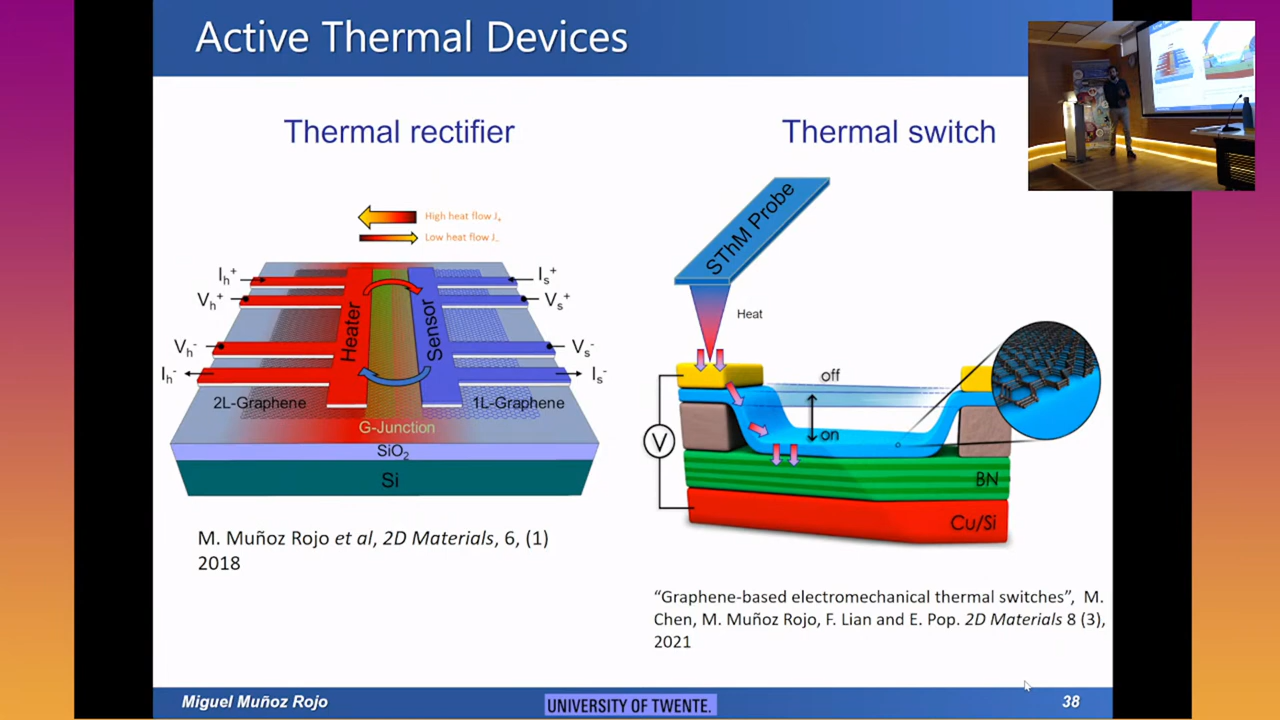 Active Thermal Devices
Thermal rectifier
High heat flow J₊
Low heat flow J₋
Iₕ⁺
Vₕ⁺
Vₕ⁻
Iₕ⁻
Iₛ⁺
Vₛ⁺
Vₛ⁻
Iₛ⁻
Heater
Sensor
2L-Graphene
1L-Graphene
G-Junction
SiO₂
Si
M. Muñoz Rojo et al, 2D Materials, 6, (1)
2018
Thermal switch
SThM Probe
Heat
off
on
V
BN
Cu/Si
“Graphene-based electromechanical thermal switches”, M.
Chen, M. Muñoz Rojo, F. Lian and E. Pop. 2D Materials 8 (3),
2021
Miguel Muñoz Rojo
UNIVERSITY OF TWENTE.
38